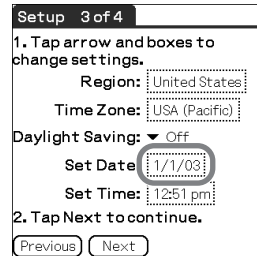 Setup 3 of 4
1. Tap arrow and boxes to
change settings.
Region: United States
Time Zone: USA (Pacific)
Daylight Saving: ▼ Off
Set Date: 1/1/03
Set Time: 12:51 pm
2. Tap Next to continue.
Previous Next